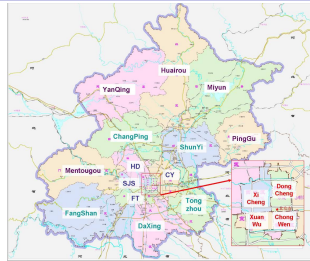 Huairou
YanQing
Miyun
ChangPing
ShunYi
PingGu
Mentougou
HD
CY
SJS
FT
FangShan
Tong
zhou
DaXing
Xi
Cheng
Dong
Cheng
Xuan
Wu
Chong
Wen